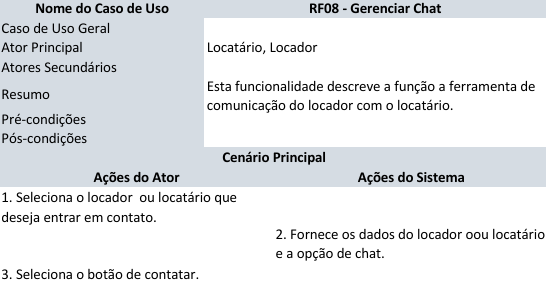 Nome do Caso de Uso RF08 - Gerenciar Chat
Caso de Uso Geral
Ator Principal Locatário, Locador
Atores Secundários
Resumo Esta funcionalidade descreve a função a ferramenta de
comunicação do locador com o locatário.
Pré-condições
Pós-condições
Cenário Principal
Ações do Ator Ações do Sistema
1. Seleciona o locador ou locatário que
deseja entrar em contato.
2. Fornece os dados do locador oou locatário
e a opção de chat.
3. Seleciona o botão de contatar.